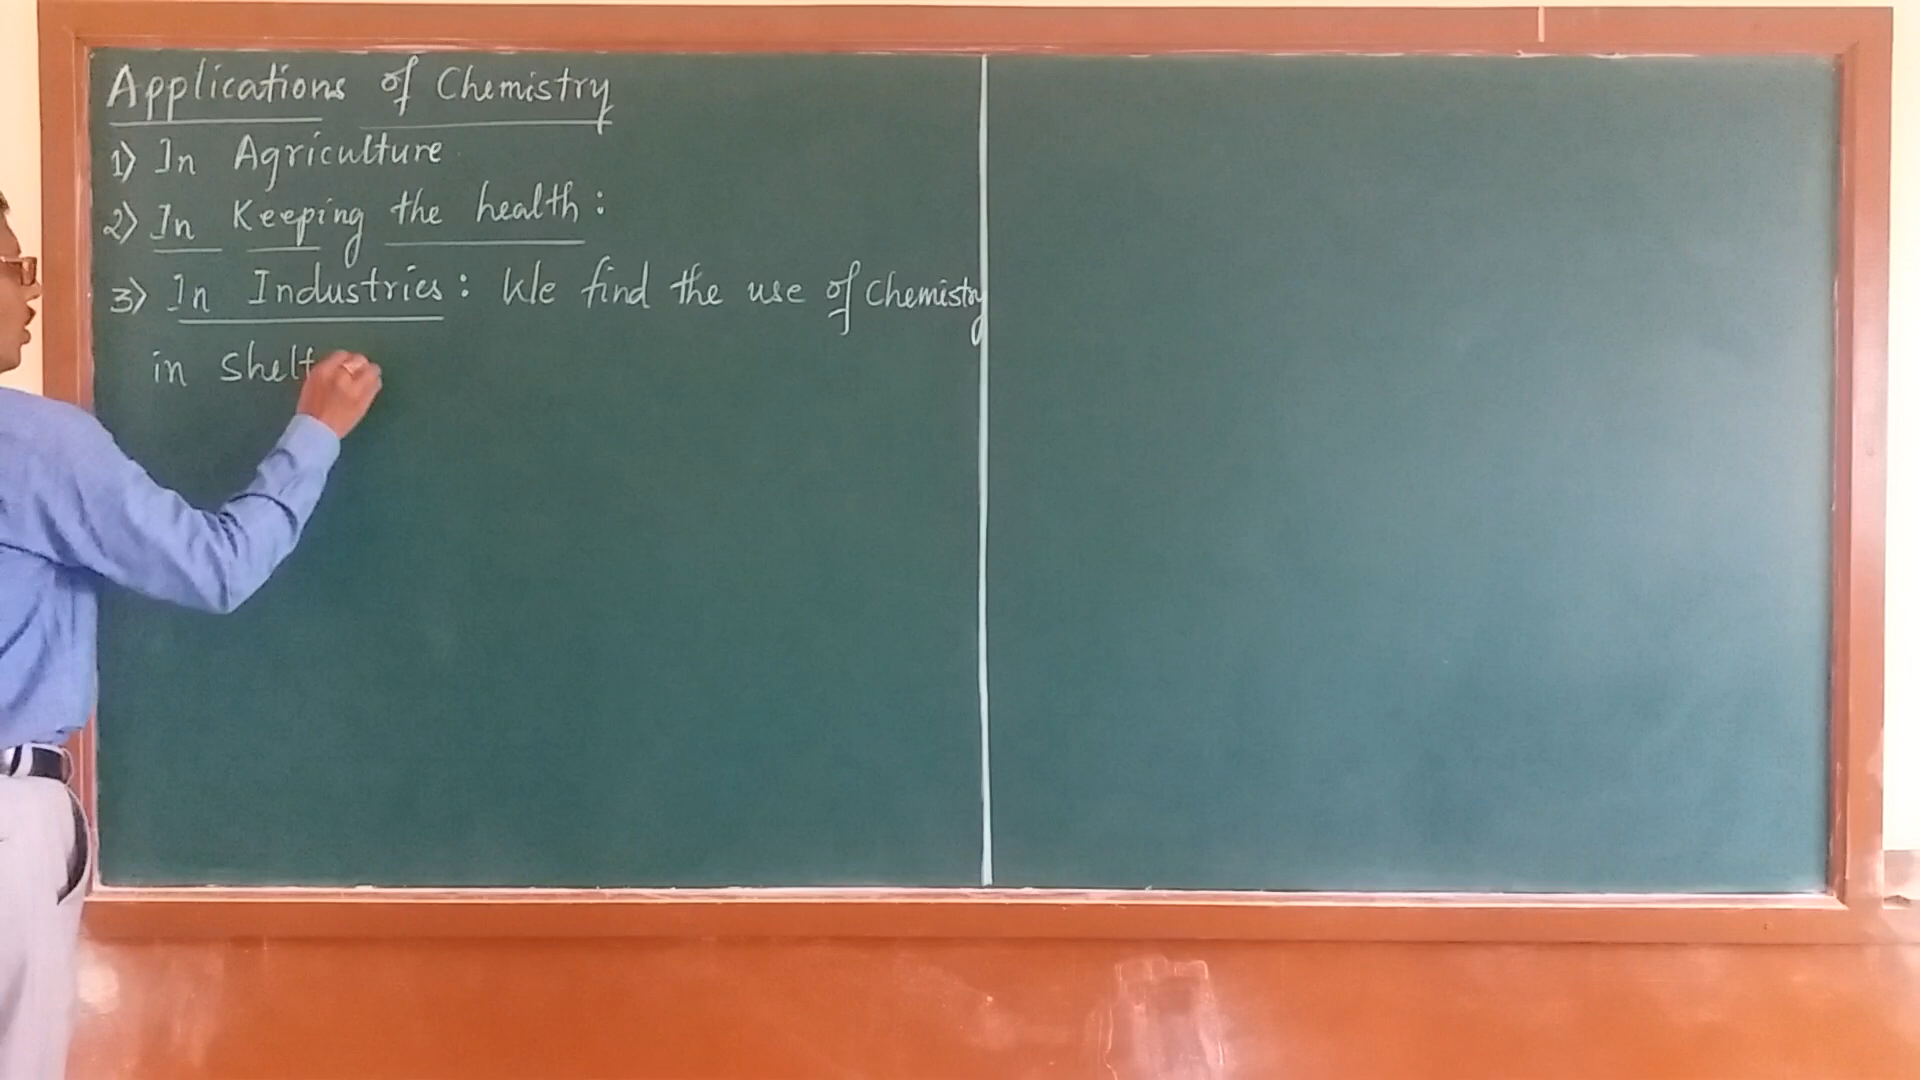 Applications of Chemistry
1) In Agriculture
2) In Keeping the health :
3) In Industries : We find the use of Chemistry
in shelt